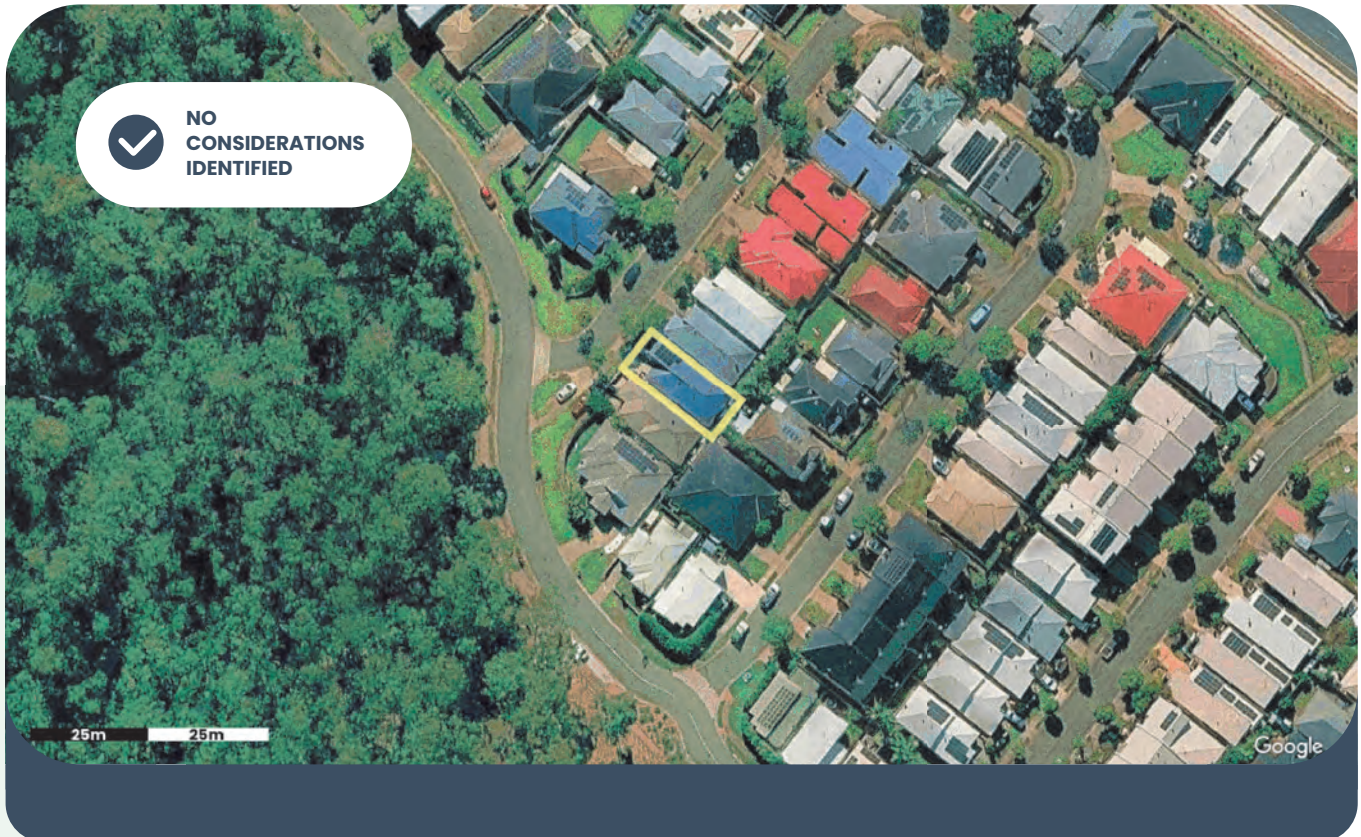 NO
CONSIDERATIONS
IDENTIFIED
25m 25m
Google